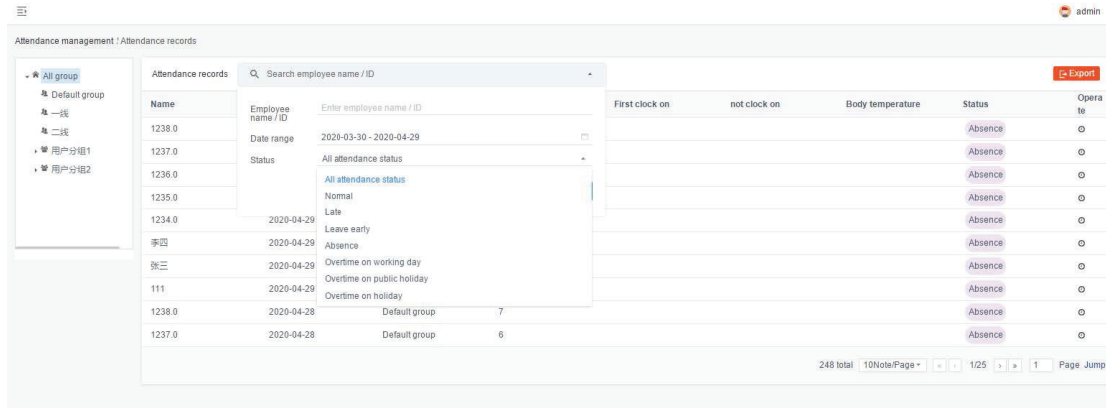 admin
Attendance management / Attendance records
All group
Default group
一线
二线
用户分组1
用户分组2
Attendance records
Search employee name / ID
Export
Name
First clock on
not clock on
Body temperature
Status
Opera
te
Employee
name / ID
Enter employee name / ID
Date range
2020-03-30 - 2020-04-29
Status
All attendance status
All attendance status
Normal
Late
Leave early
Absence
Overtime on working day
Overtime on public holiday
Overtime on holiday
1238.0 Absence
1237.0 Absence
1236.0 Absence
1235.0 Absence
1234.0 2020-04-29 Absence
李四 2020-04-29 Absence
张三 2020-04-29 Absence
111 2020-04-29 Absence
1238.0 2020-04-28 Default group 7 Absence
1237.0 2020-04-28 Default group 6 Absence
248 total 10Note/Page « ‹ 1/25 › » 1 Page Jump